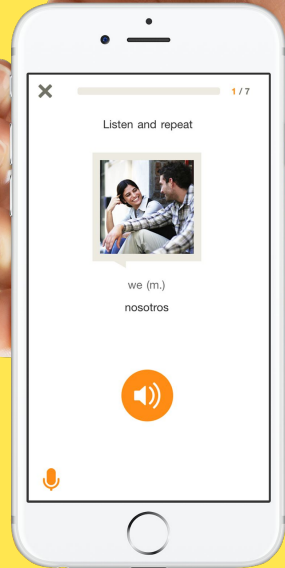 1 / 7
Listen and repeat
we (m.)
nosotros